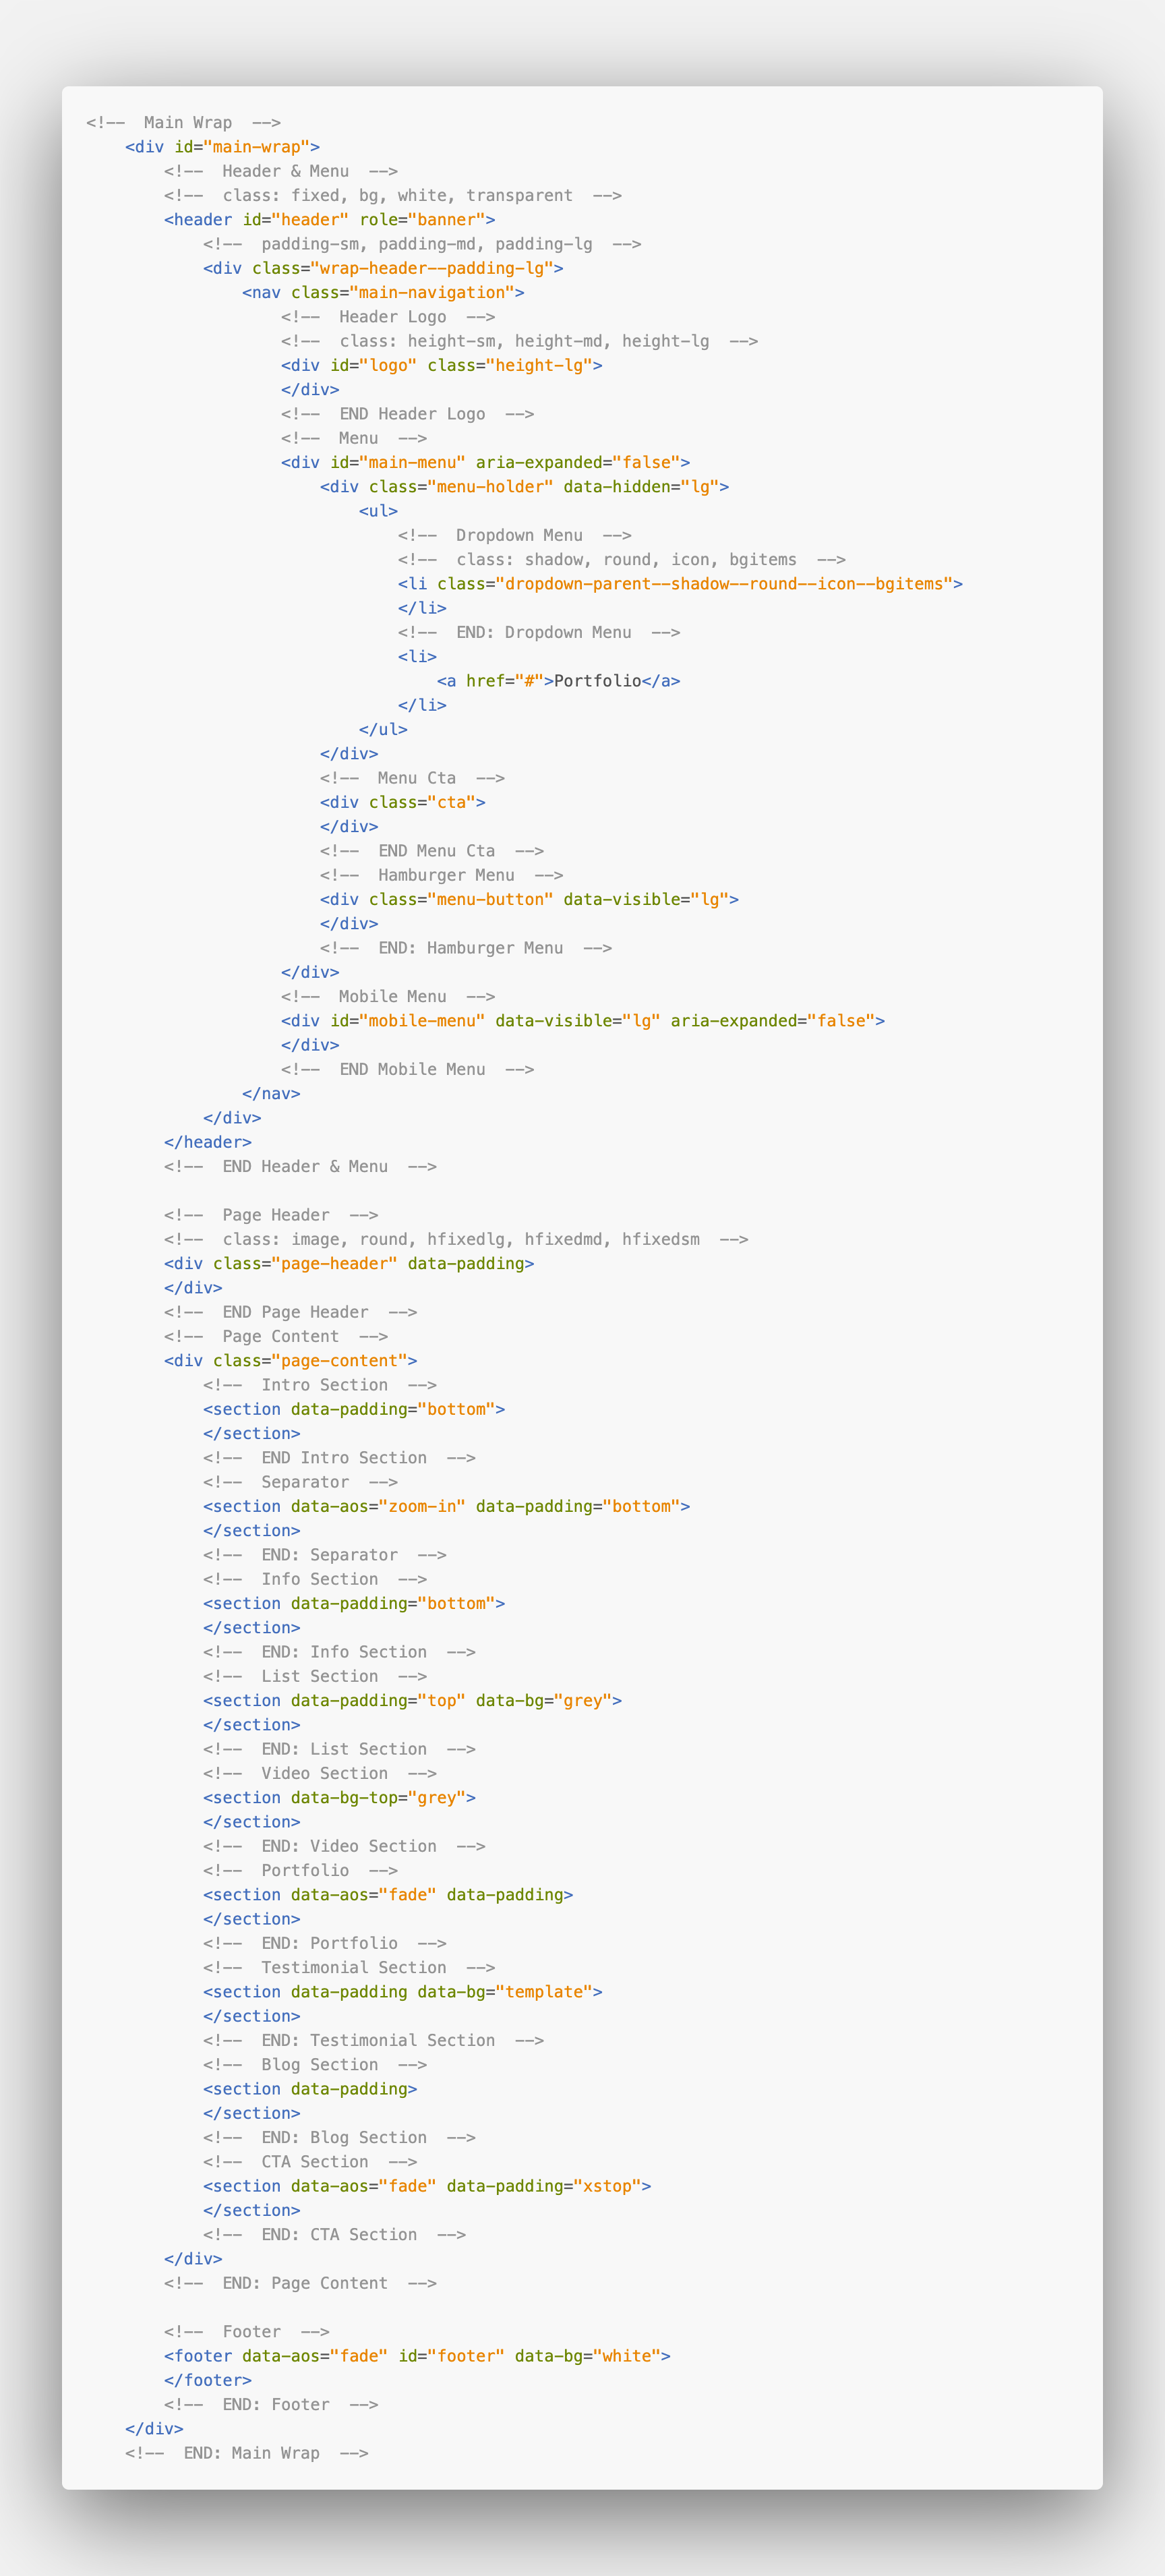 <!--  Main Wrap  -->
<div id="main-wrap">
<!--  Header & Menu  -->
<!--  class: fixed, bg, white, transparent  -->
<header id="header" role="banner">
<!--  padding-sm, padding-md, padding-lg  -->
<div class="wrap-header--padding-lg">
<nav class="main-navigation">
<!--  Header Logo  -->
<!--  class: height-sm, height-md, height-lg  -->
<div id="logo" class="height-lg">
</div>
<!--  END Header Logo  -->
<!--  Menu  -->
<div id="main-menu" aria-expanded="false">
<div class="menu-holder" data-hidden="lg">
<ul>
<!--  Dropdown Menu  -->
<!--  class: shadow, round, icon, bgitems  -->
<li class="dropdown-parent--shadow--round--icon--bgitems">
</li>
<!--  END: Dropdown Menu  -->
<li>
<a href="#">Portfolio</a>
</li>
</ul>
</div>
<!--  Menu Cta  -->
<div class="cta">
</div>
<!--  END Menu Cta  -->
<!--  Hamburger Menu  -->
<div class="menu-button" data-visible="lg">
</div>
<!--  END: Hamburger Menu  -->
</div>
<!--  Mobile Menu  -->
<div id="mobile-menu" data-visible="lg" aria-expanded="false">
</div>
<!--  END Mobile Menu  -->
</nav>
</div>
</header>
<!--  END Header & Menu  -->
<!--  Page Header  -->
<!--  class: image, round, hfixedlg, hfixedmd, hfixedsm  -->
<div class="page-header" data-padding>
</div>
<!--  END Page Header  -->
<!--  Page Content  -->
<div class="page-content">
<!--  Intro Section  -->
<section data-padding="bottom">
</section>
<!--  END Intro Section  -->
<!--  Separator  -->
<section data-aos="zoom-in" data-padding="bottom">
</section>
<!--  END: Separator  -->
<!--  Info Section  -->
<section data-padding="bottom">
</section>
<!--  END: Info Section  -->
<!--  List Section  -->
<section data-padding="top" data-bg="grey">
</section>
<!--  END: List Section  -->
<!--  Video Section  -->
<section data-bg-top="grey">
</section>
<!--  END: Video Section  -->
<!--  Portfolio  -->
<section data-aos="fade" data-padding>
</section>
<!--  END: Portfolio  -->
<!--  Testimonial Section  -->
<section data-padding data-bg="template">
</section>
<!--  END: Testimonial Section  -->
<!--  Blog Section  -->
<section data-padding>
</section>
<!--  END: Blog Section  -->
<!--  CTA Section  -->
<section data-aos="fade" data-padding="xstop">
</section>
<!--  END: CTA Section  -->
</div>
<!--  END: Page Content  -->
<!--  Footer  -->
<footer data-aos="fade" id="footer" data-bg="white">
</footer>
<!--  END: Footer  -->
</div>
<!--  END: Main Wrap  -->